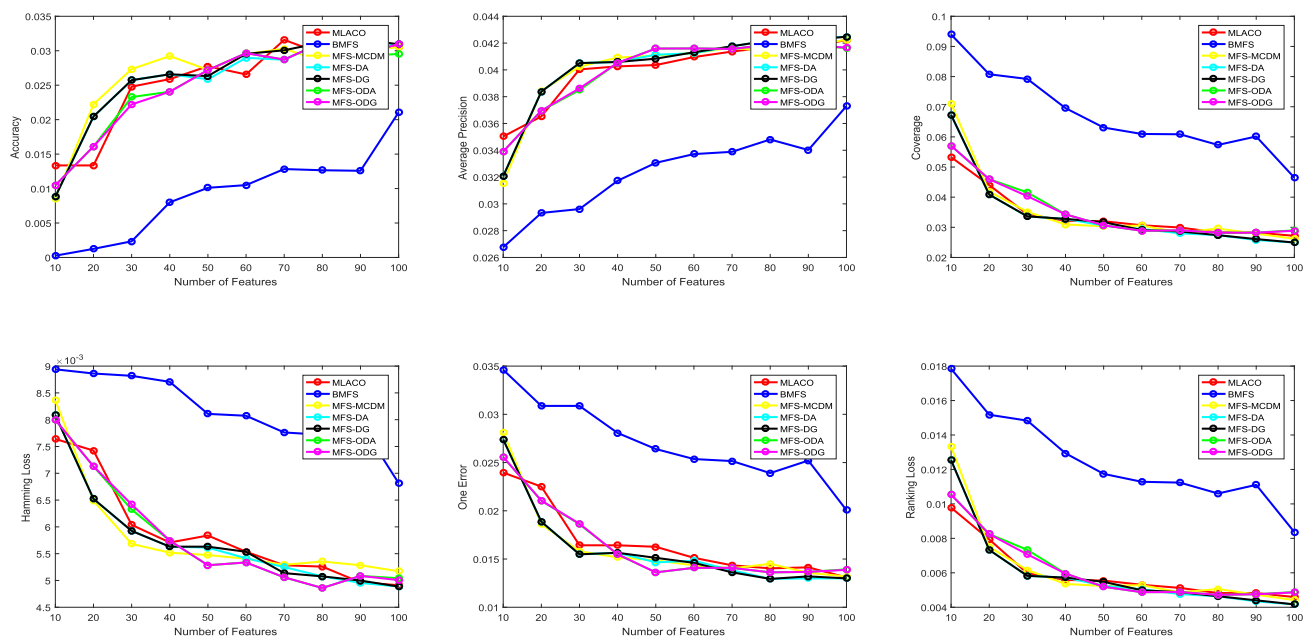 0.035
0.03
0.025
0.02
0.015
0.01
0.005
0
Accuracy
10 20 30 40 50 60 70 80 90 100
Number of Features
MLACO
BMFS
MFS-MCDM
MFS-DA
MFS-DG
MFS-ODA
MFS-ODG
0.044
0.042
0.04
0.038
0.036
0.034
0.032
0.03
0.028
0.026
Average Precision
10 20 30 40 50 60 70 80 90 100
Number of Features
MLACO
BMFS
MFS-MCDM
MFS-DA
MFS-DG
MFS-ODA
MFS-ODG
0.1
0.09
0.08
0.07
0.06
0.05
0.04
0.03
0.02
Coverage
10 20 30 40 50 60 70 80 90 100
Number of Features
MLACO
BMFS
MFS-MCDM
MFS-DA
MFS-DG
MFS-ODA
MFS-ODG
× 10⁻³
9
8.5
8
7.5
7
6.5
6
5.5
5
4.5
Hamming Loss
10 20 30 40 50 60 70 80 90 100
Number of Features
MLACO
BMFS
MFS-MCDM
MFS-DA
MFS-DG
MFS-ODA
MFS-ODG
0.035
0.03
0.025
0.02
0.015
0.01
One Error
10 20 30 40 50 60 70 80 90 100
Number of Features
MLACO
BMFS
MFS-MCDM
MFS-DA
MFS-DG
MFS-ODA
MFS-ODG
0.018
0.016
0.014
0.012
0.01
0.008
0.006
0.004
Ranking Loss
10 20 30 40 50 60 70 80 90 100
Number of Features
MLACO
BMFS
MFS-MCDM
MFS-DA
MFS-DG
MFS-ODA
MFS-ODG